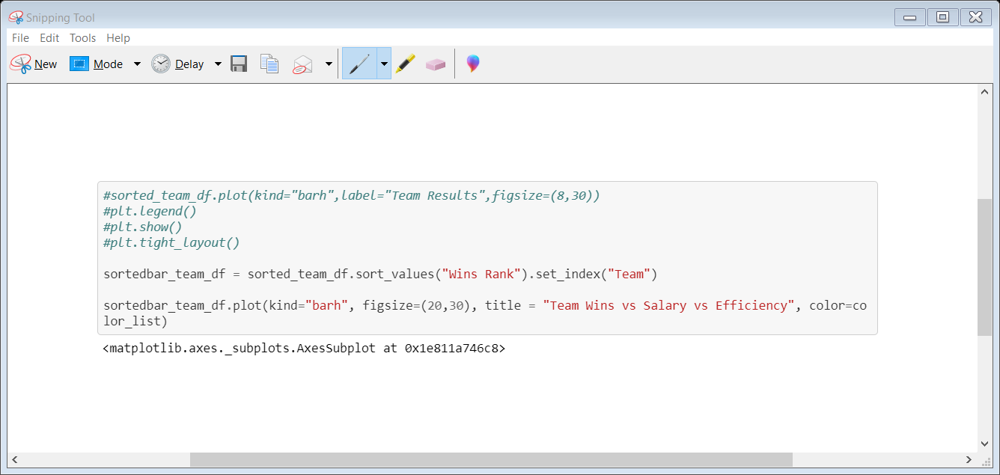 Snipping Tool
File Edit Tools Help
New Mode Delay
#sorted_team_df.plot(kind="barh",label="Team Results",figsize=(8,30))
#plt.legend()
#plt.show()
#plt.tight_layout()
sortedbar_team_df = sorted_team_df.sort_values("Wins Rank").set_index("Team")
sortedbar_team_df.plot(kind="barh", figsize=(20,30), title = "Team Wins vs Salary vs Efficiency", color=co
lor_list)
<matplotlib.axes._subplots.AxesSubplot at 0x1e811a746c8>